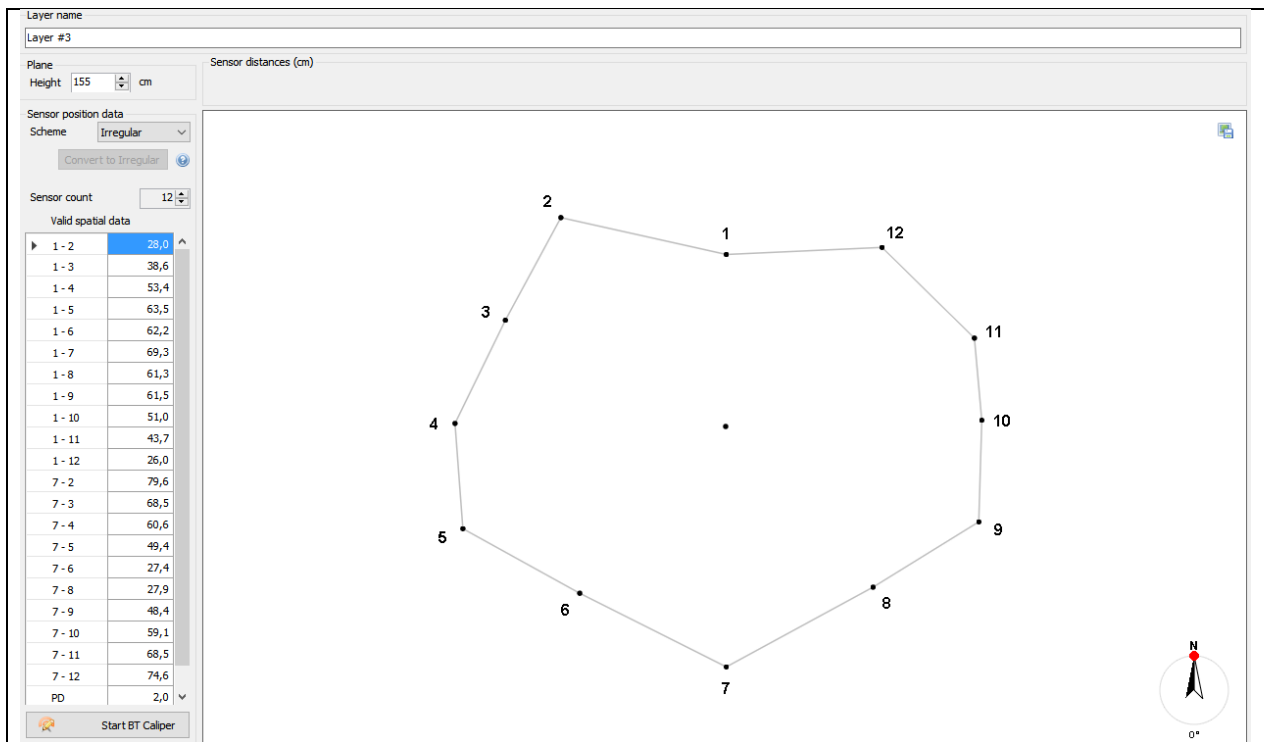 Layer name
Layer #3
Plane
Height 155 cm
Sensor distances (cm)
Sensor position data
Scheme Irregular
Convert to Irregular
Sensor count 12
Valid spatial data
1 - 2 28,0
1 - 3 38,6
1 - 4 53,4
1 - 5 63,5
1 - 6 62,2
1 - 7 69,3
1 - 8 61,3
1 - 9 61,5
1 - 10 51,0
1 - 11 43,7
1 - 12 26,0
7 - 2 79,6
7 - 3 68,5
7 - 4 60,6
7 - 5 49,4
7 - 6 27,4
7 - 8 27,9
7 - 9 48,4
7 - 10 59,1
7 - 11 68,5
7 - 12 74,6
PD 2,0
Start BT Caliper
2
1
12
3
11
4
10
5
9
6
8
7
N
0°